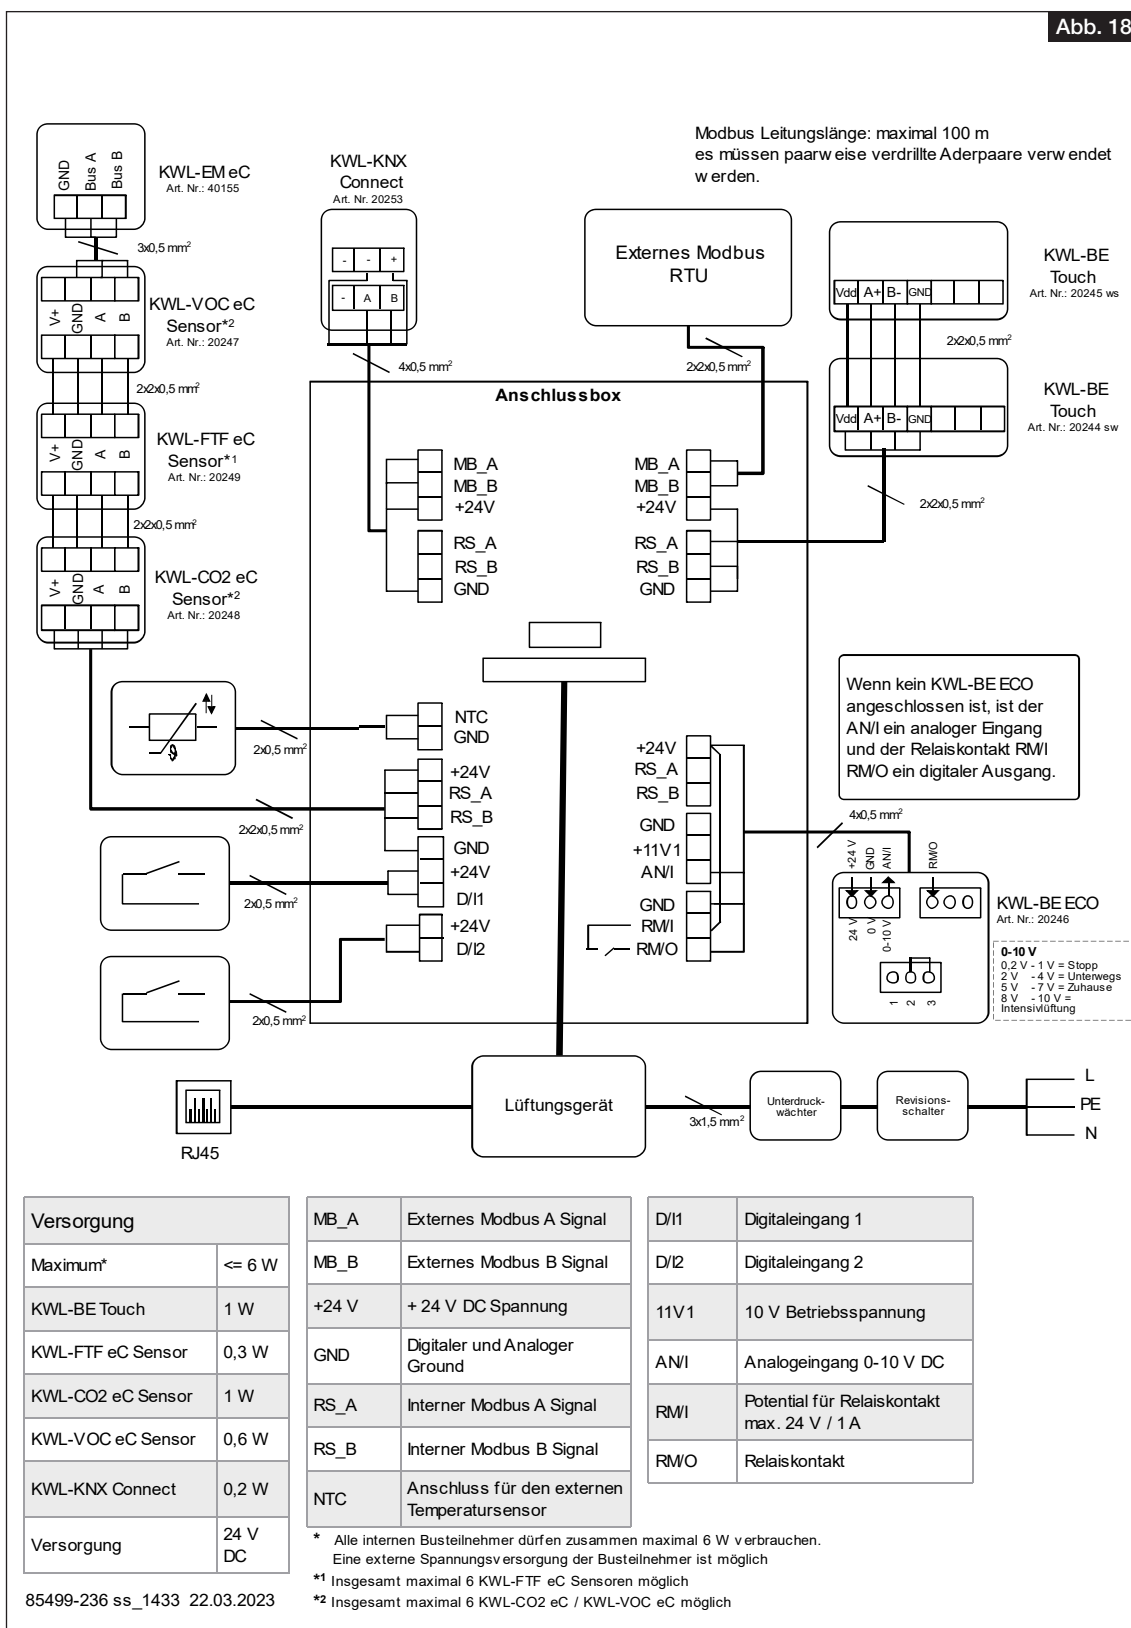 Abb. 18
Modbus Leitungslänge: maximal 100 m
es müssen paarweise verdrillte Aderpaare verwendet
werden.
GND
Bus A
Bus B
KWL-EM eC
Art. Nr.: 40155
3x0,5 mm²
V+
GND
A
B
KWL-VOC eC
Sensor*2
Art. Nr.: 20247
2x2x0,5 mm²
V+
GND
A
B
KWL-FTF eC
Sensor*1
Art. Nr.: 20249
2x2x0,5 mm²
V+
GND
A
B
KWL-CO2 eC
Sensor*2
Art. Nr.: 20248
KWL-KNX
Connect
Art. Nr. 20253
- - +
- A B
4x0,5 mm²
Externes Modbus
RTU
2x2x0,5 mm²
Vdd A+ B- GND
KWL-BE
Touch
Art. Nr.: 20245 ws
2x2x0,5 mm²
Vdd A+ B- GND
KWL-BE
Touch
Art. Nr.: 20244 sw
2x2x0,5 mm²
Anschlussbox
MB_A
MB_B
+24V
RS_A
RS_B
GND
MB_A
MB_B
+24V
RS_A
RS_B
GND
ϑ
2x0,5 mm²
NTC
GND
2x2x0,5 mm²
+24V
RS_A
RS_B
GND
+24V
D/I1
2x0,5 mm²
+24V
D/I2
2x0,5 mm²
+24V
RS_A
RS_B
GND
+11V1
AN/I
GND
RM/I
RM/O
Wenn kein KWL-BE ECO
angeschlossen ist, ist der
AN/I ein analoger Eingang
und der Relaiskontakt RM/I
RM/O ein digitaler Ausgang.
4x0,5 mm²
+24 V
GND
AN/I
RM/O
24 V
0 V
0-10 V
1
2
3
KWL-BE ECO
Art. Nr.: 20246
0-10 V
0,2 V - 1 V = Stopp
2 V - 4 V = Unterwegs
5 V - 7 V = Zuhause
8 V - 10 V =
Intensivlüftung
RJ45
Lüftungsgerät
3x1,5 mm²
Unterdruck-
wächter
Revisions-
schalter
L
PE
N
Versorgung
Maximum* <= 6 W
KWL-BE Touch 1 W
KWL-FTF eC Sensor 0,3 W
KWL-CO2 eC Sensor 1 W
KWL-VOC eC Sensor 0,6 W
KWL-KNX Connect 0,2 W
Versorgung 24 V
DC
MB_A Externes Modbus A Signal
MB_B Externes Modbus B Signal
+24 V + 24 V DC Spannung
GND Digitaler und Analoger
Ground
RS_A Interner Modbus A Signal
RS_B Interner Modbus B Signal
NTC Anschluss für den externen
Temperatursensor
D/I1 Digitaleingang 1
D/I2 Digitaleingang 2
11V1 10 V Betriebsspannung
AN/I Analogeingang 0-10 V DC
RM/I Potential für Relaiskontakt
max. 24 V / 1 A
RM/O Relaiskontakt
* Alle internen Busteilnehmer dürfen zusammen maximal 6 W verbrauchen.
Eine externe Spannungsversorgung der Busteilnehmer ist möglich
*1 Insgesamt maximal 6 KWL-FTF eC Sensoren möglich
*2 Insgesamt maximal 6 KWL-CO2 eC / KWL-VOC eC möglich
85499-236 ss_1433 22.03.2023